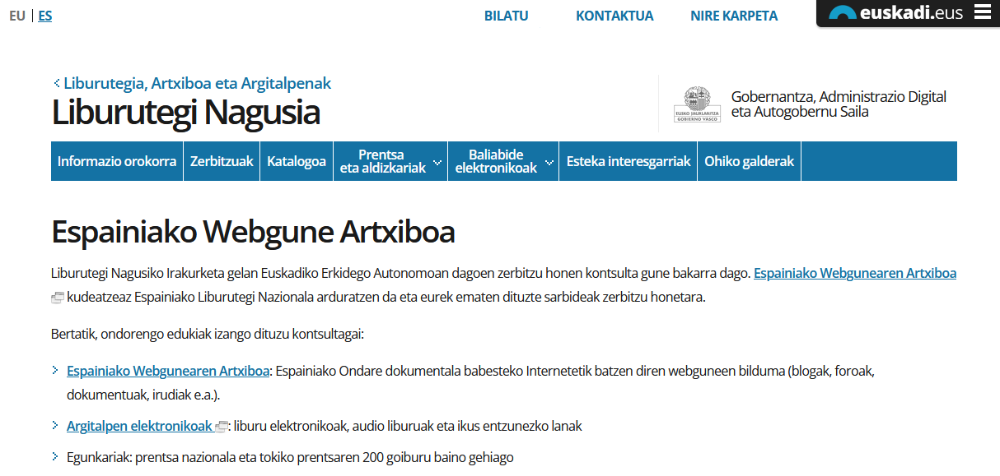 EU | ES
BILATU
KONTAKTUA
NIRE KARPETA
euskadi.eus
Liburutegia, Artxiboa eta Argitalpenak
Liburutegi Nagusia
EUSKO JAURLARITZA
GOBIERNO VASCO
Gobernantza, Administrazio Digital
eta Autogobernu Saila
Informazio orokorra
Zerbitzuak
Katalogoa
Prentsa
eta aldizkariak
Baliabide
elektronikoak
Esteka interesgarriak
Ohiko galderak
Espainiako Webgune Artxiboa
Liburutegi Nagusiko Irakurketa gelan Euskadiko Erkidego Autonomoan dagoen zerbitzu honen kontsulta gune bakarra dago. Espainiako Webgunearen Artxiboa
kudeatzeaz Espainiako Liburutegi Nazionala arduratzen da eta eurek ematen dituzte sarbideak zerbitzu honetara.
Bertatik, ondorengo edukiak izango dituzu kontsultagai:
Espainiako Webgunearen Artxiboa: Espainiako Ondare dokumentala babesteko Internetetik batzen diren webguneen bilduma (blogak, foroak,
dokumentuak, irudiak e.a.).
Argitalpen elektronikoak : liburu elektronikoak, audio liburuak eta ikus entzunezko lanak
Egunkariak: prentsa nazionala eta tokiko prentsaren 200 goiburu baino gehiago